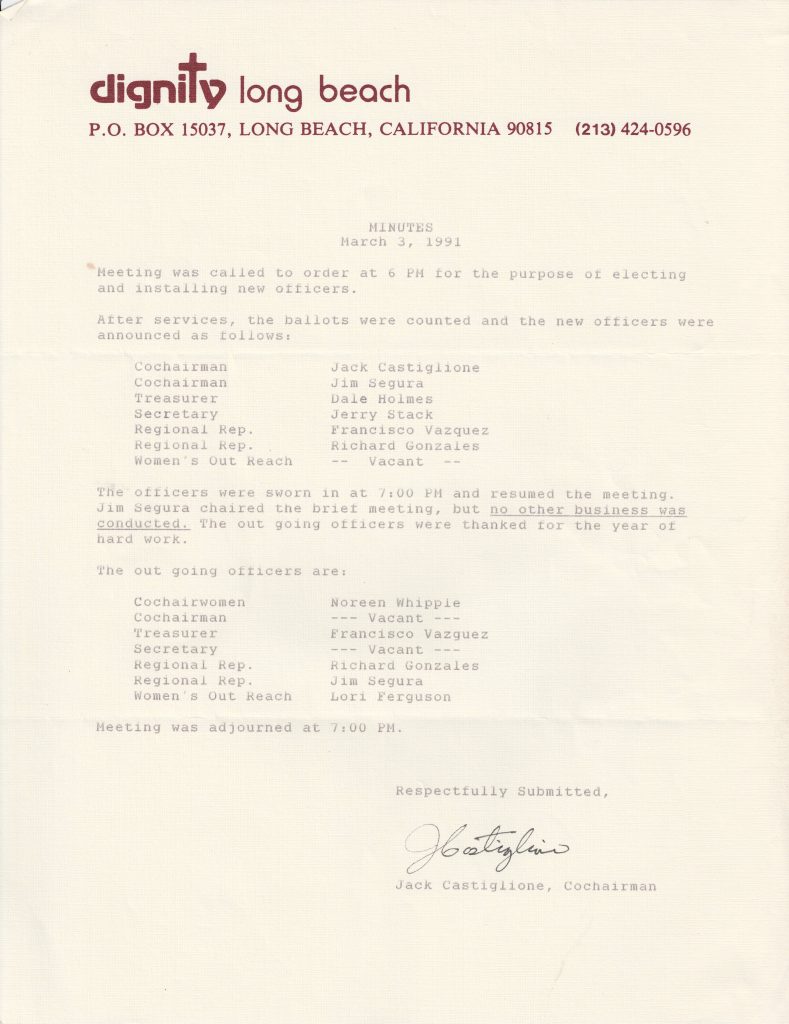 dignity long beach
P.O. BOX 15037, LONG BEACH, CALIFORNIA 90815 (213) 424-0596
MINUTES
March 3, 1991
Meeting was called to order at 6 PM for the purpose of electing
and installing new officers.
After services, the ballots were counted and the new officers were
announced as follows:
Cochairman Jack Castiglione
Cochairman Jim Segura
Treasurer Dale Holmes
Secretary Jerry Stack
Regional Rep. Francisco Vazquez
Regional Rep. Richard Gonzales
Women's Out Reach -- Vacant --
The officers were sworn in at 7:00 PM and resumed the meeting.
Jim Segura chaired the brief meeting, but no other business was
conducted. The out going officers were thanked for the year of
hard work.
The out going officers are:
Cochairwomen Noreen Whipple
Cochairman --- Vacant ---
Treasurer Francisco Vazguez
Secretary --- Vacant ---
Regional Rep. Richard Gonzales
Regional Rep. Jim Segura
Women's Out Reach Lori Ferguson
Meeting was adjourned at 7:00 PM.
Respectfully Submitted,
JCastiglione
Jack Castiglione, Cochairman